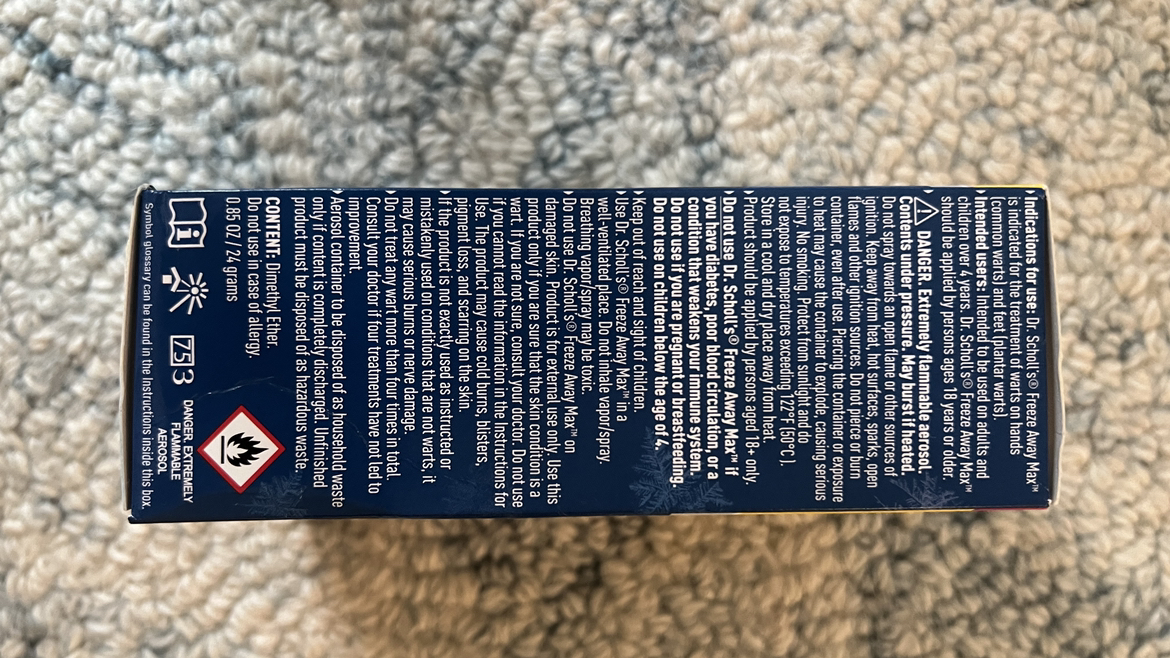 Indications for use: Dr. Scholl's® Freeze Away Max™
is indicated for the treatment of warts on hands
(common warts) and feet (plantar warts).
Intended users: Intended to be used on adults and
children over 4 years. Dr. Scholl's® Freeze Away Max™
should be applied by persons ages 18 years or older.
DANGER. Extremely flammable aerosol.
Contents under pressure. May burst if heated.
Do not spray towards an open flame or other sources of
ignition. Keep away from heat, hot surfaces, sparks, open
flames and other ignition sources. Do not pierce or burn
container, even after use. Piercing the container or exposure
to heat may cause the container to explode, causing serious
injury. No smoking. Protect from sunlight and do
not expose to temperatures exceeding 122°F (50°C).
Store in a cool and dry place away from heat.
Product should be applied by persons aged 18+ only.
Do not use Dr. Scholl's® Freeze Away Max™ if
you have diabetes, poor blood circulation, or a
condition that weakens your immune system.
Do not use if you are pregnant or breastfeeding.
Do not use on children below the age of 4.
Keep out of reach and sight of children.
Use Dr. Scholl's® Freeze Away Max™ in a
well-ventilated place. Do not inhale vapor/spray.
Breathing vapor/spray may be toxic.
Do not use Dr. Scholl's® Freeze Away Max™ on
damaged skin. Product is for external use only. Use this
product only if you are sure that the skin condition is a
wart. If you are not sure, consult your doctor. Do not use
if you cannot read the information in the Instructions for
Use. The product may cause cold burns, blisters,
pigment loss, and scarring on the skin.
If the product is not exactly used as instructed or
mistakenly used on conditions that are not warts, it
may cause serious burns or nerve damage.
Do not treat any wart more than four times in total.
Consult your doctor if four treatments have not led to
improvement.
Aerosol container to be disposed of as household waste
only if content is completely discharged. Unfinished
product must be disposed of as hazardous waste.
CONTENT: Dimethyl Ether.
Do not use in case of allergy.
0.85 OZ / 24 grams
753
DANGER. EXTREMELY
FLAMMABLE
AEROSOL
Symbol glossary can be found in the Instructions inside this box.